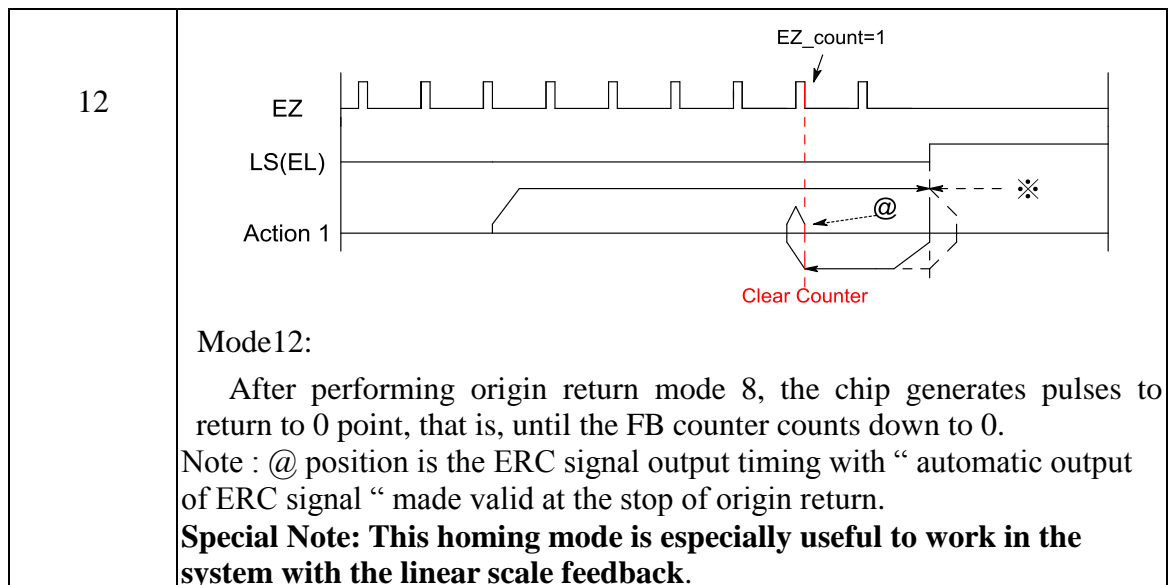 EZ_count=1
12
EZ
LS(EL)
※
@
Action 1
Clear Counter
Mode12:
After performing origin return mode 8, the chip generates pulses to
return to 0 point, that is, until the FB counter counts down to 0.
Note : @ position is the ERC signal output timing with “ automatic output
of ERC signal “ made valid at the stop of origin return.
Special Note: This homing mode is especially useful to work in the
system with the linear scale feedback.